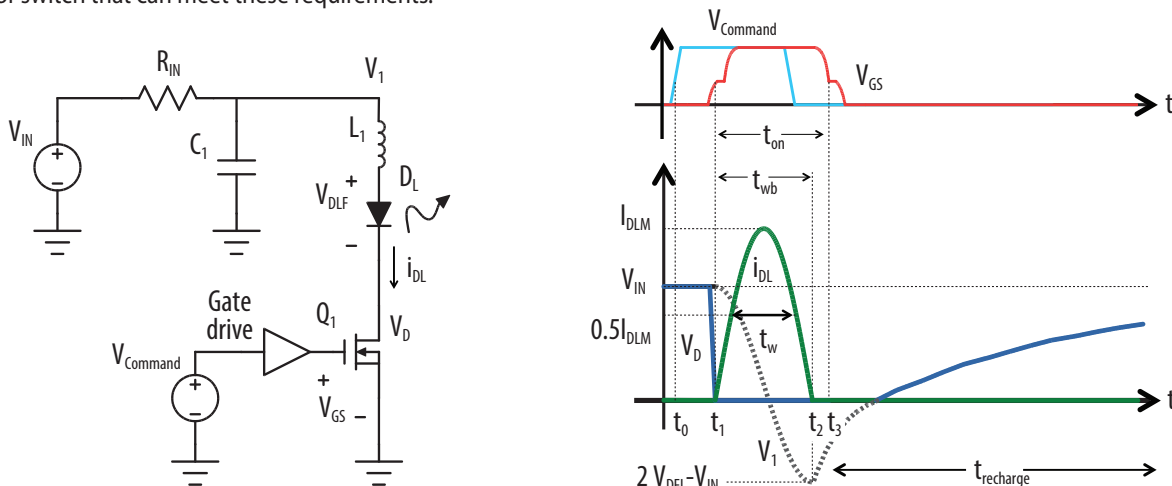 or switch that can meet these requirements.
R_IN
V_1
V_IN
C_1
L_1
V_DLF
+
−
D_L
i_DL
Gate drive
Q_1
V_D
V_Command
+
V_GS
−
V_Command
V_GS
t
t_on
t_wb
I_DLM
i_DL
V_IN
0.5I_DLM
V_D
t_w
t
t_0
t_1
t_2
t_3
V_1
2 V_DFL-V_IN
t_recharge